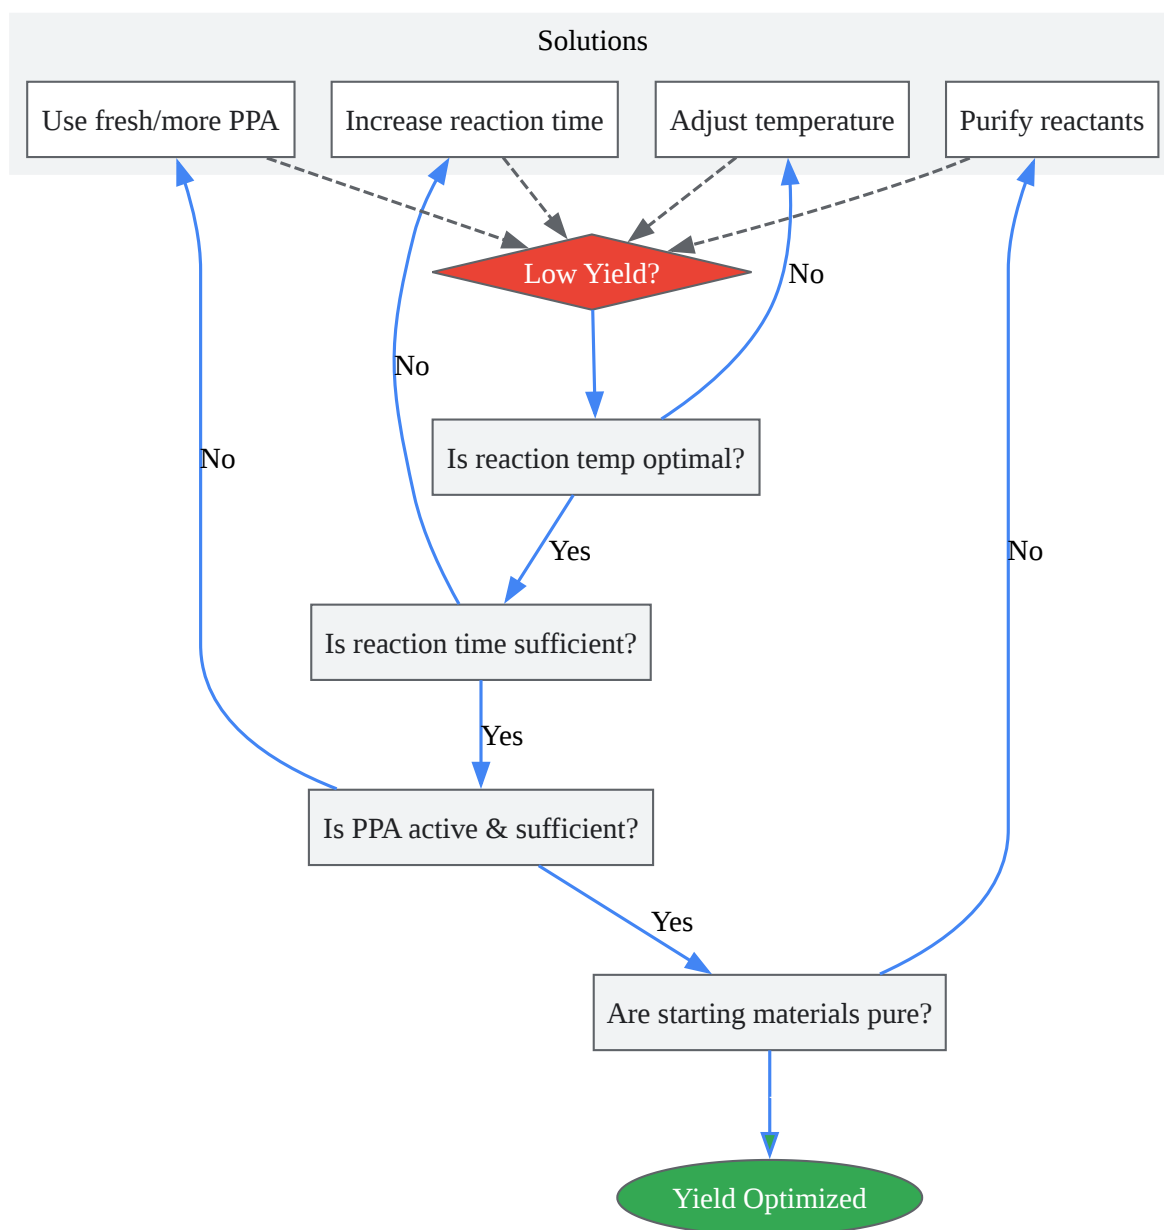 Solutions
Use fresh/more PPA
Increase reaction time
Adjust temperature
Purify reactants
Low Yield?
No
No
No
Is reaction temp optimal?
Yes
No
Is reaction time sufficient?
Yes
Is PPA active & sufficient?
Yes
Are starting materials pure?
Yield Optimized